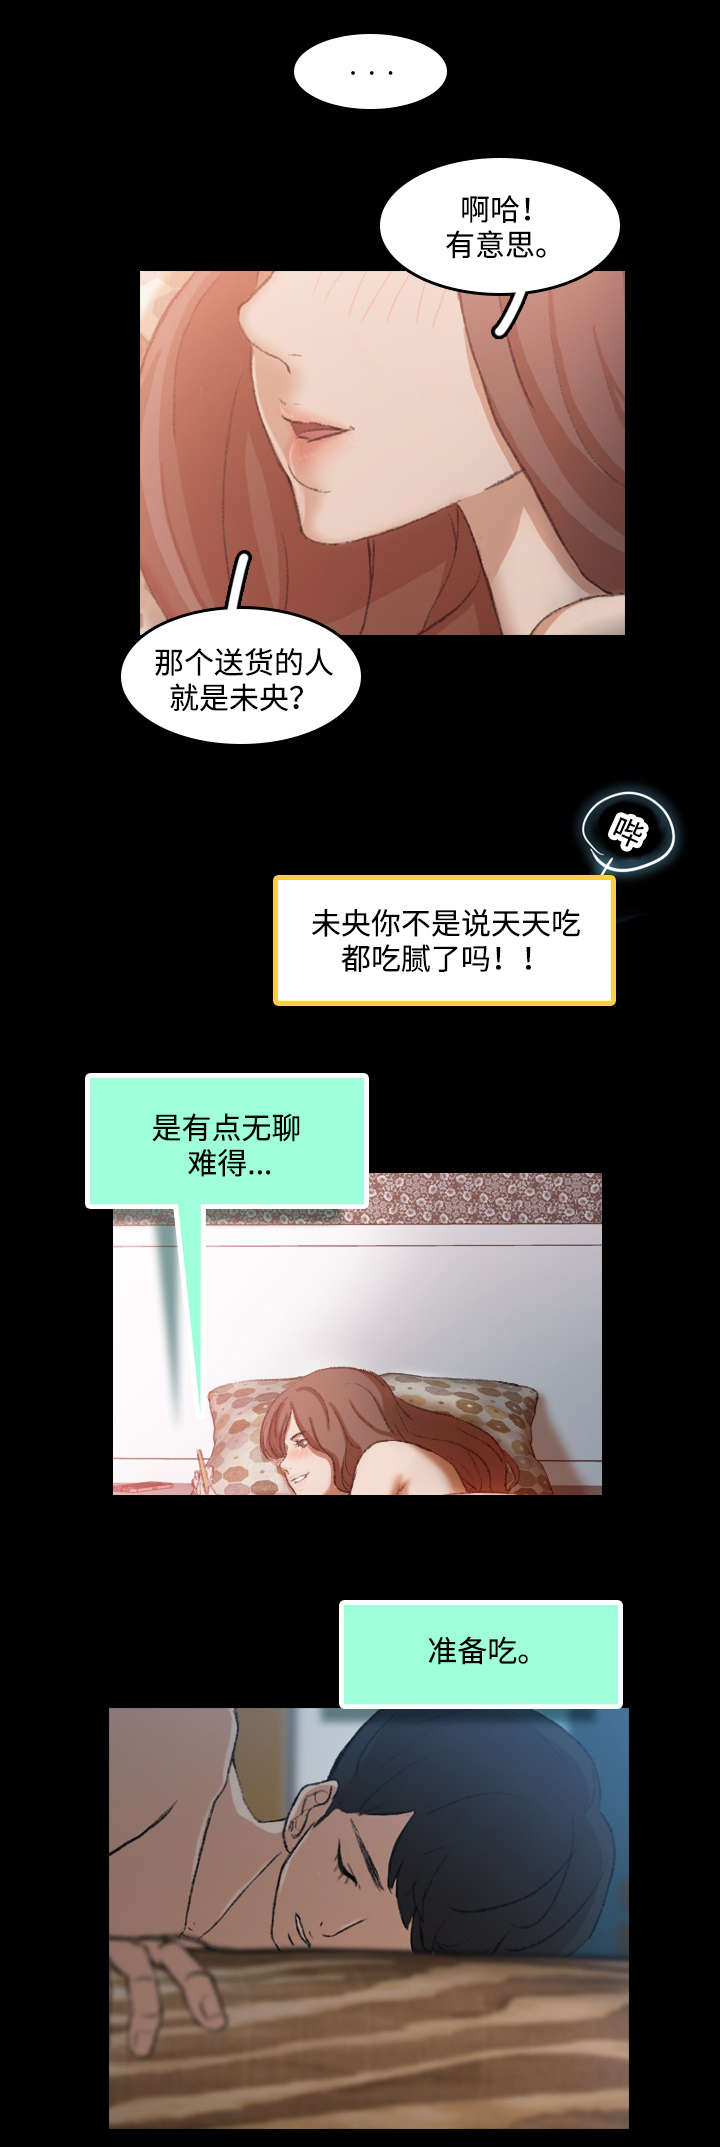 ...
啊哈！
有意思。
那个送货的人
就是未央？
哔
未央你不是说天天吃
都吃腻了吗！！
是有点无聊
难得...
准备吃。